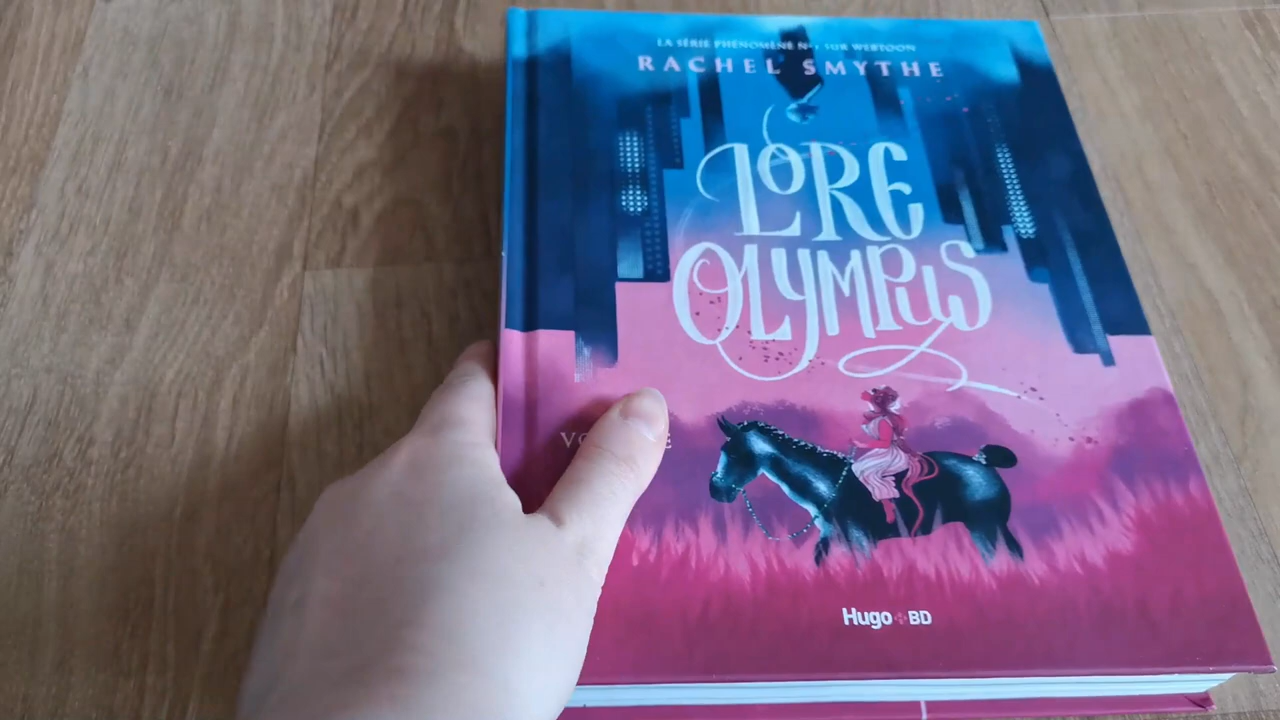 LA SÉRIE PHÉNOMÈNE N°1 SUR WEBTOON
RACHEL SMYTHE
LORE
OLYMPUS
Hugo BD